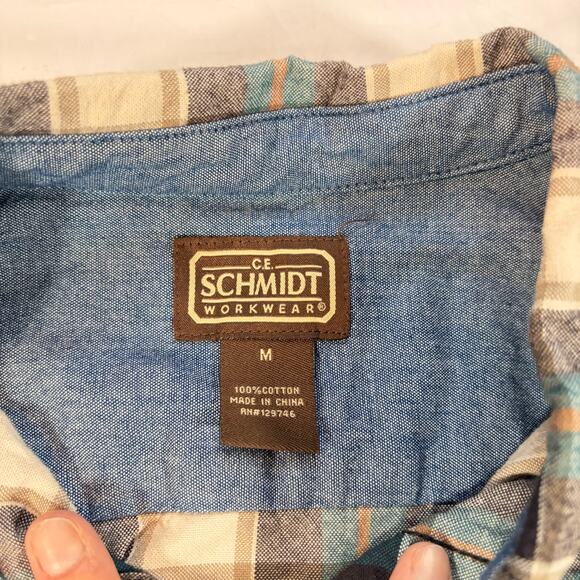 C.E.
SCHMIDT
WORKWEAR®
M
100%COTTON
MADE IN CHINA
RN#129746